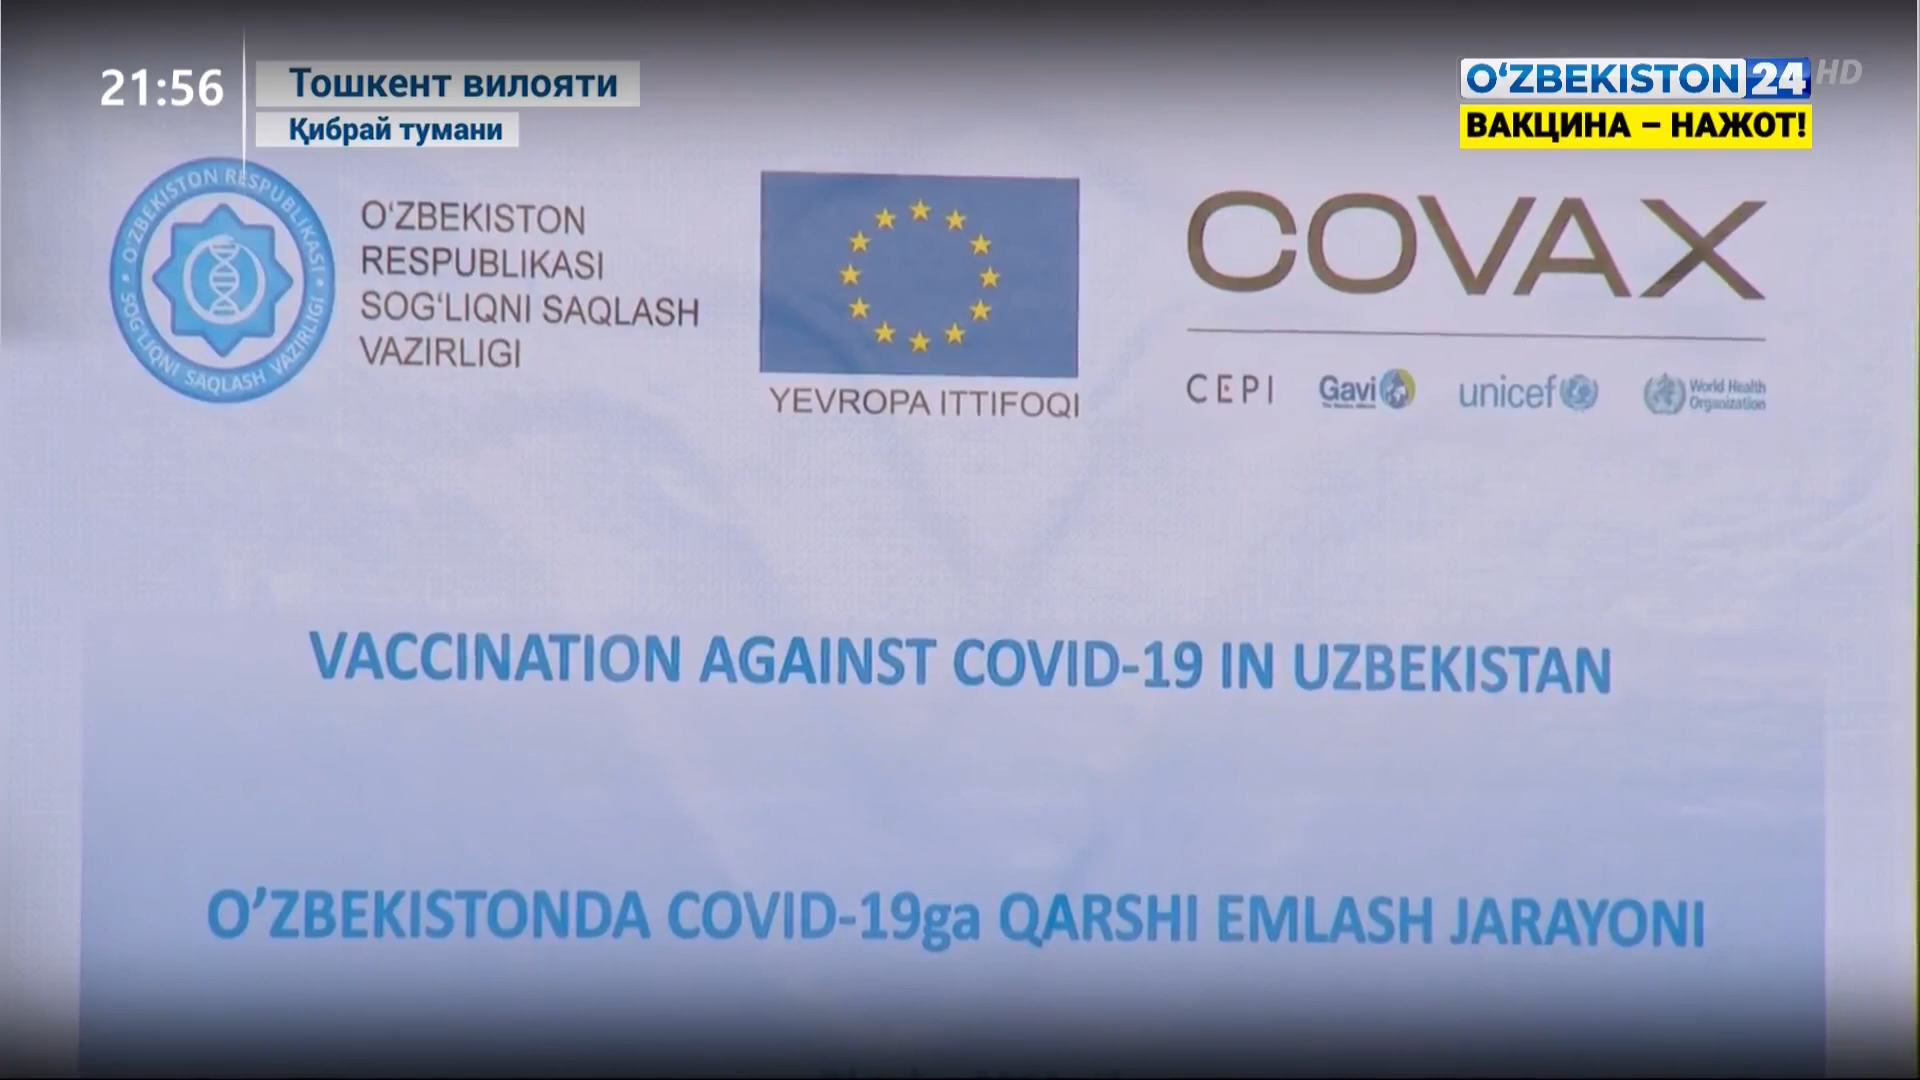 21:56
Тошкент вилояти
Қибрай тумани
O‘ZBEKISTON 24 HD
ВАКЦИНА – НАЖОТ!
O‘ZBEKISTON RESPUBLIKASI
SOG‘LIQNI SAQLASH VAZIRLIGI
O‘ZBEKISTON
RESPUBLIKASI
SOG‘LIQNI SAQLASH
VAZIRLIGI
YEVROPA ITTIFOQI
COVAX
CEPI
Gavi
unicef
World Health
Organization
VACCINATION AGAINST COVID-19 IN UZBEKISTAN
O’ZBEKISTONDA COVID-19ga QARSHI EMLASH JARAYONI